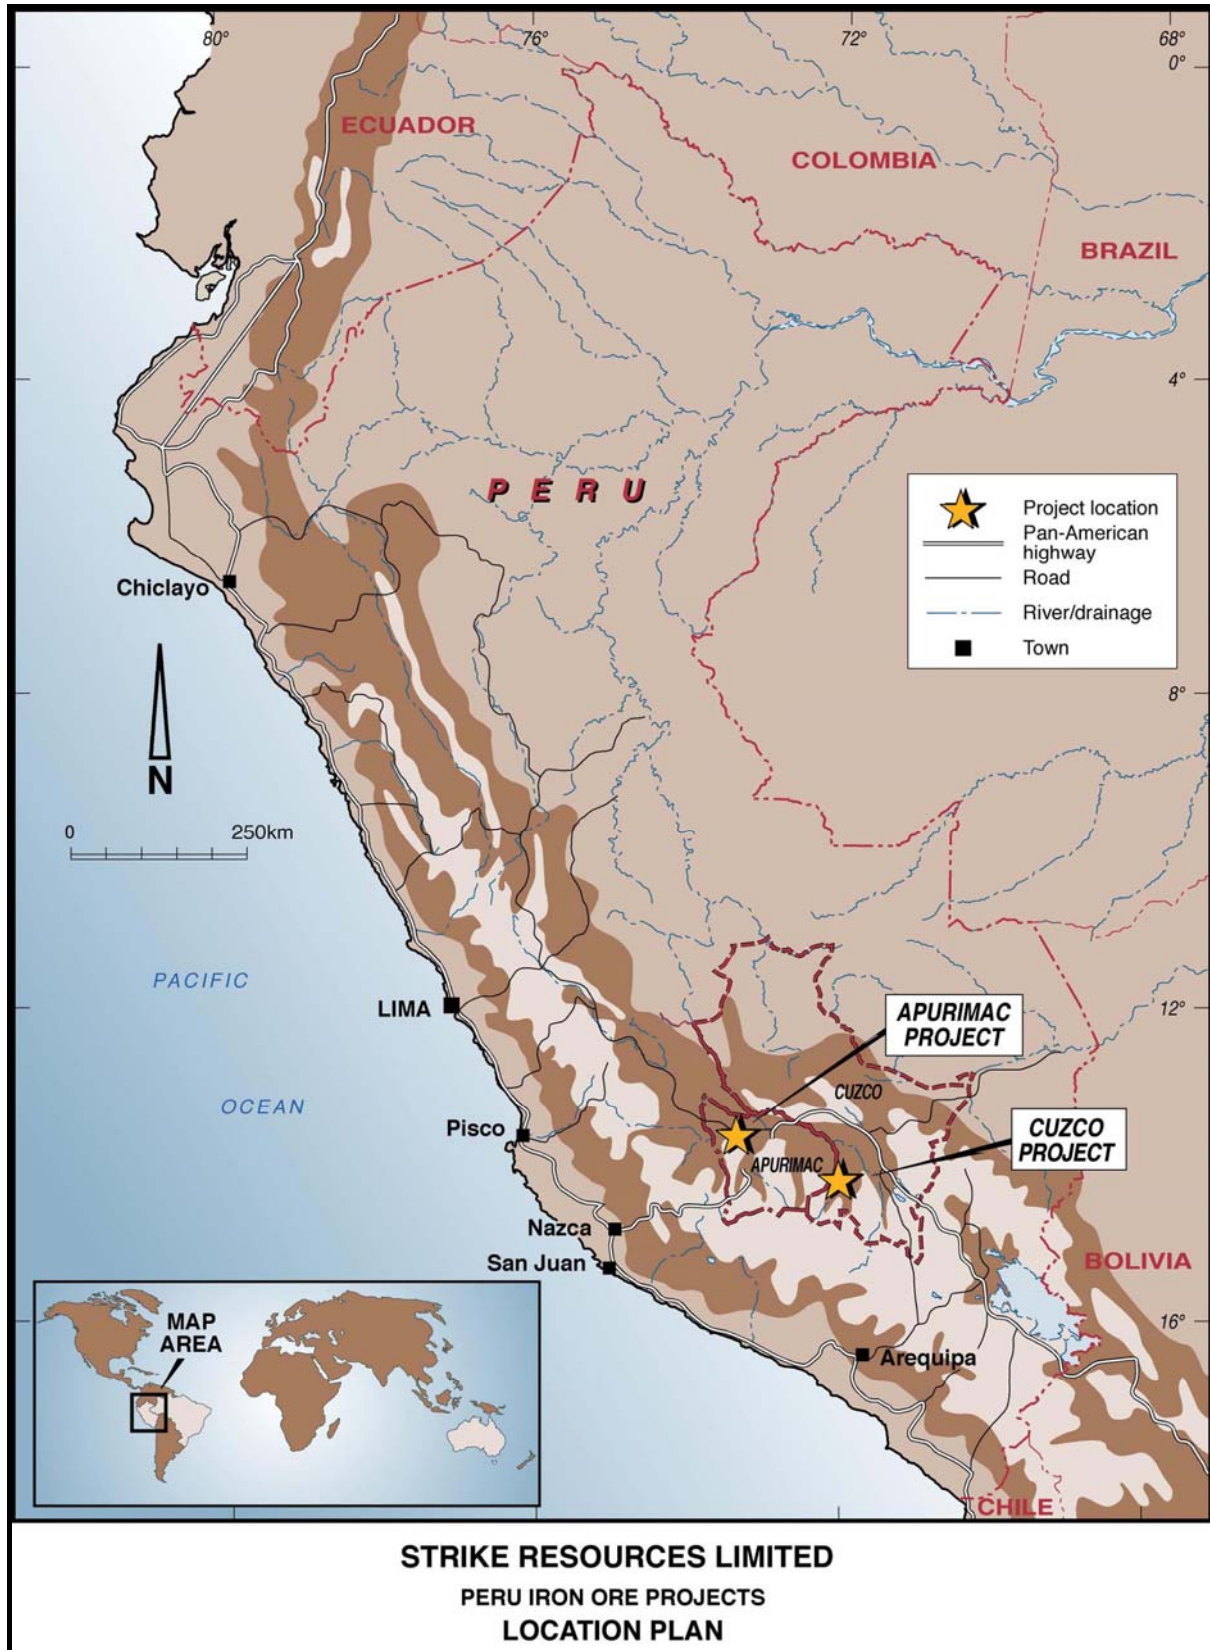 80°
76°
72°
68°
0°
ECUADOR
COLOMBIA
BRAZIL
4°
PERU
Project location
Pan-American
highway
Road
River/drainage
Town
Chiclayo
8°
N
0
250km
PACIFIC
OCEAN
LIMA
12°
APURIMAC
PROJECT
CUZCO
CUZCO
PROJECT
Pisco
APURIMAC
Nazca
San Juan
BOLIVIA
16°
Arequipa
MAP
AREA
CHILE
STRIKE RESOURCES LIMITED
PERU IRON ORE PROJECTS
LOCATION PLAN